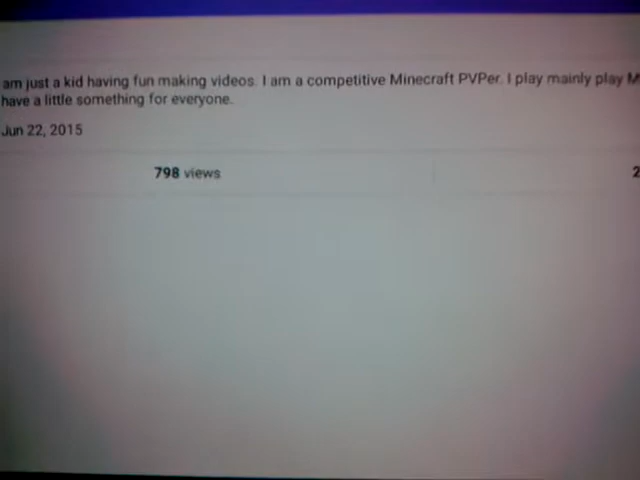 am just a kid having fun making videos. I am a competitive Minecraft PVPer. I play mainly play
have a little something for everyone.
Jun 22, 2015
798 views
2